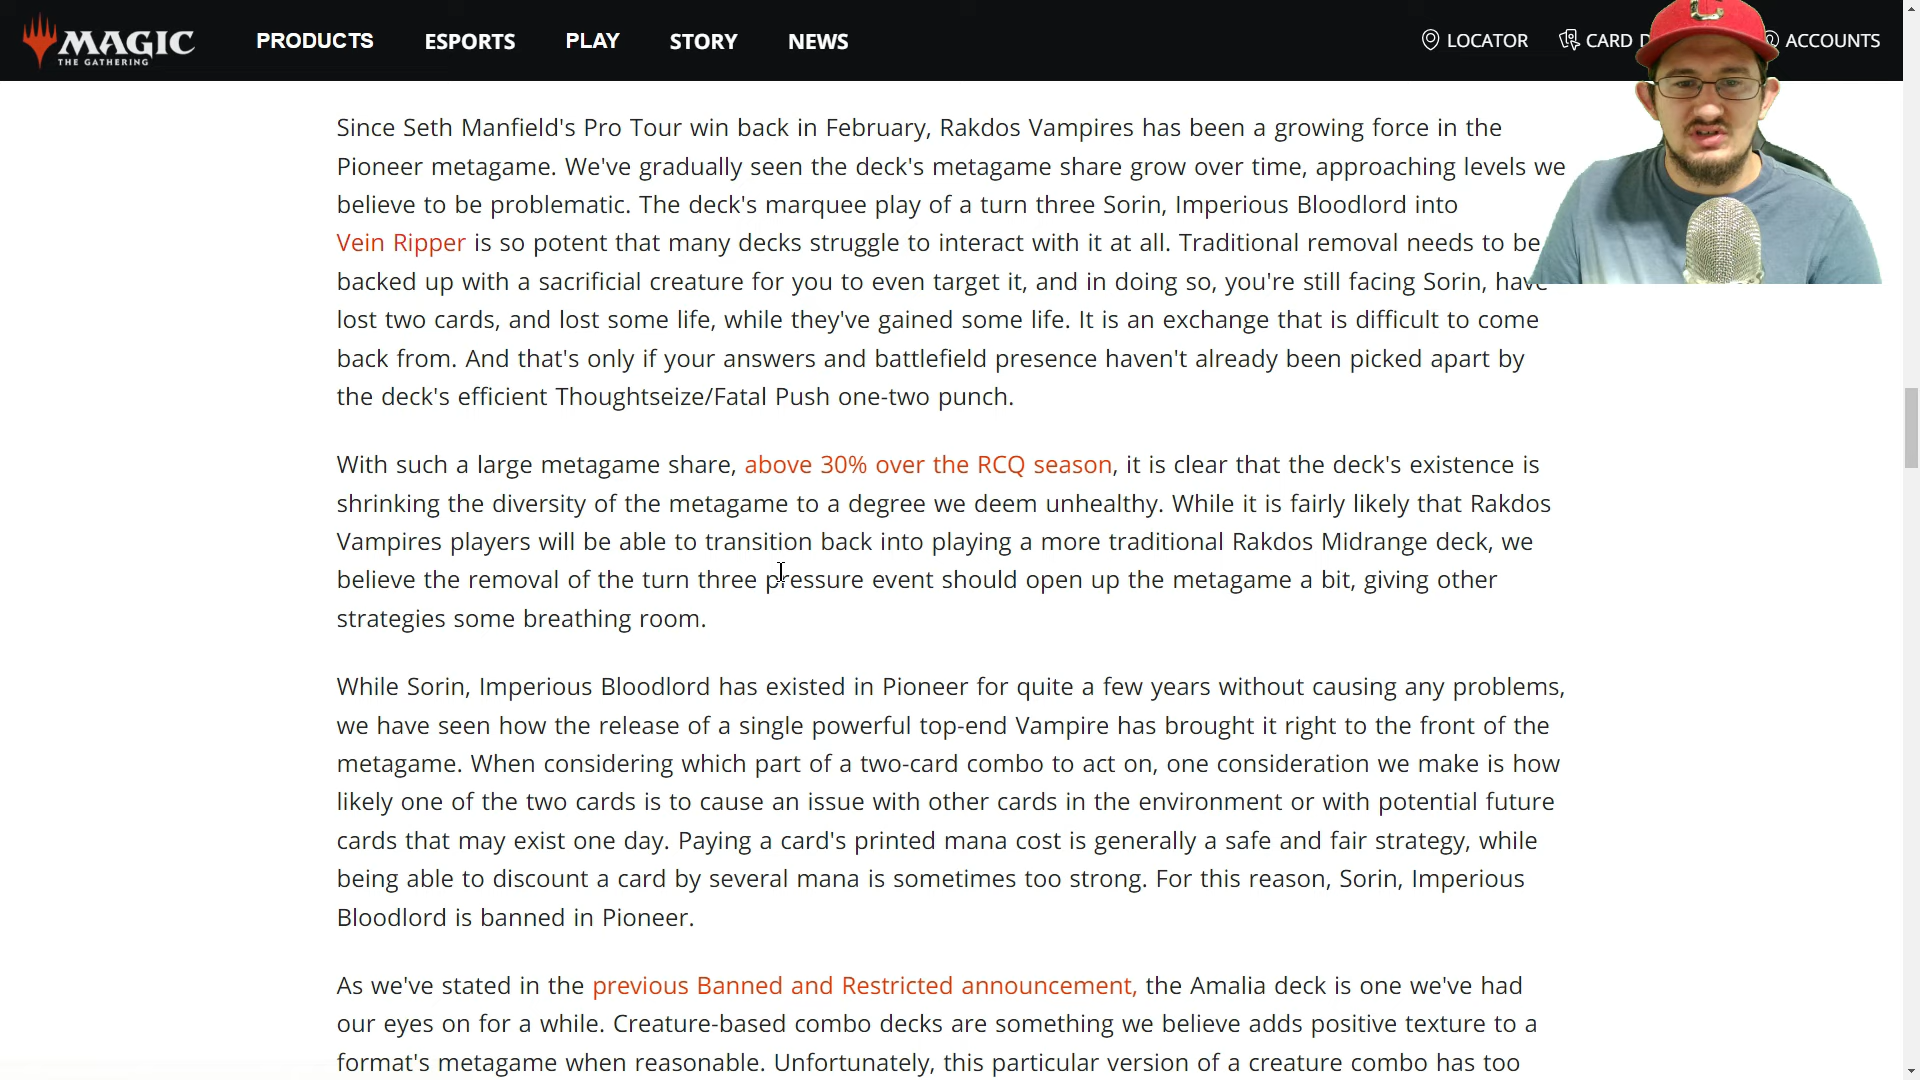 MAGIC
THE GATHERING
PRODUCTS
ESPORTS
PLAY
STORY
NEWS
LOCATOR
CARD
ACCOUNTS
Since Seth Manfield's Pro Tour win back in February, Rakdos Vampires has been a growing force in the
Pioneer metagame. We've gradually seen the deck's metagame share grow over time, approaching levels we
believe to be problematic. The deck's marquee play of a turn three Sorin, Imperious Bloodlord into
Vein Ripper is so potent that many decks struggle to interact with it at all. Traditional removal needs to be
backed up with a sacrificial creature for you to even target it, and in doing so, you're still facing Sorin, have
lost two cards, and lost some life, while they've gained some life. It is an exchange that is difficult to come
back from. And that's only if your answers and battlefield presence haven't already been picked apart by
the deck's efficient Thoughtseize/Fatal Push one-two punch.
With such a large metagame share, above 30% over the RCQ season, it is clear that the deck's existence is
shrinking the diversity of the metagame to a degree we deem unhealthy. While it is fairly likely that Rakdos
Vampires players will be able to transition back into playing a more traditional Rakdos Midrange deck, we
believe the removal of the turn three pressure event should open up the metagame a bit, giving other
strategies some breathing room.
While Sorin, Imperious Bloodlord has existed in Pioneer for quite a few years without causing any problems,
we have seen how the release of a single powerful top-end Vampire has brought it right to the front of the
metagame. When considering which part of a two-card combo to act on, one consideration we make is how
likely one of the two cards is to cause an issue with other cards in the environment or with potential future
cards that may exist one day. Paying a card's printed mana cost is generally a safe and fair strategy, while
being able to discount a card by several mana is sometimes too strong. For this reason, Sorin, Imperious
Bloodlord is banned in Pioneer.
As we've stated in the previous Banned and Restricted announcement, the Amalia deck is one we've had
our eyes on for a while. Creature-based combo decks are something we believe adds positive texture to a
format's metagame when reasonable. Unfortunately, this particular version of a creature combo has too